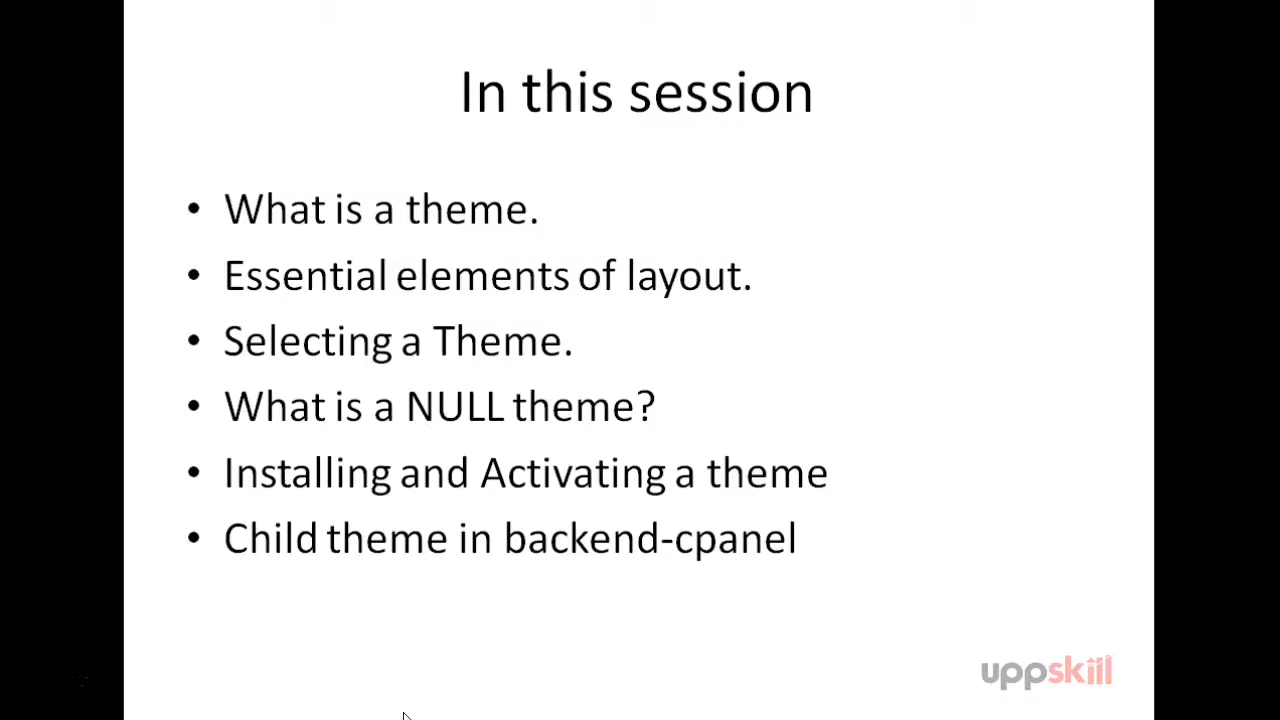 In this session
• What is a theme.
• Essential elements of layout.
• Selecting a Theme.
• What is a NULL theme?
• Installing and Activating a theme
• Child theme in backend-cpanel
uppskill